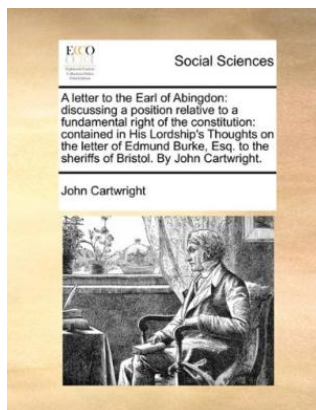 ECCO
Social Sciences
A letter to the Earl of Abingdon:
discussing a position relative to a
fundamental right of the constitution:
contained in His Lordship's Thoughts on
the letter of Edmund Burke, Esq. to the
sheriffs of Bristol. By John Cartwright.
John Cartwright